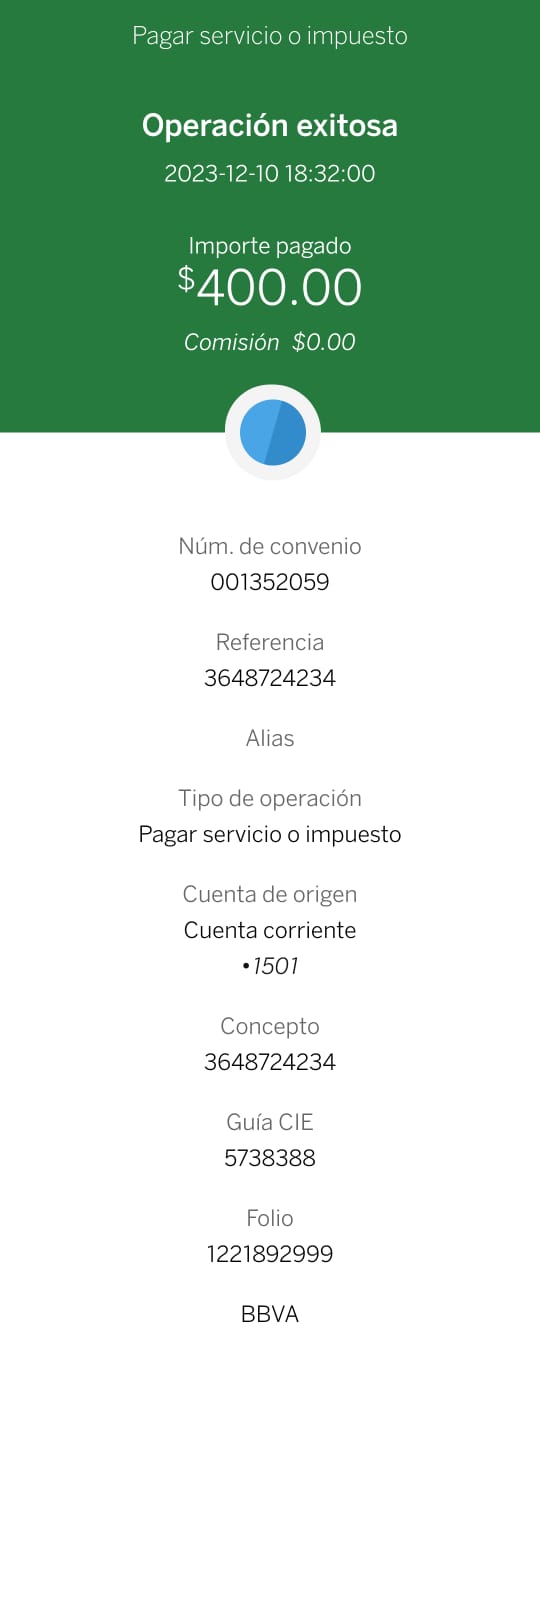 Pagar servicio o impuesto
Operación exitosa
2023-12-10 18:32:00
Importe pagado
$400.00
Comisión $0.00
Núm. de convenio
001352059
Referencia
3648724234
Alias
Tipo de operación
Pagar servicio o impuesto
Cuenta de origen
Cuenta corriente
•1501
Concepto
3648724234
Guía CIE
5738388
Folio
1221892999
BBVA